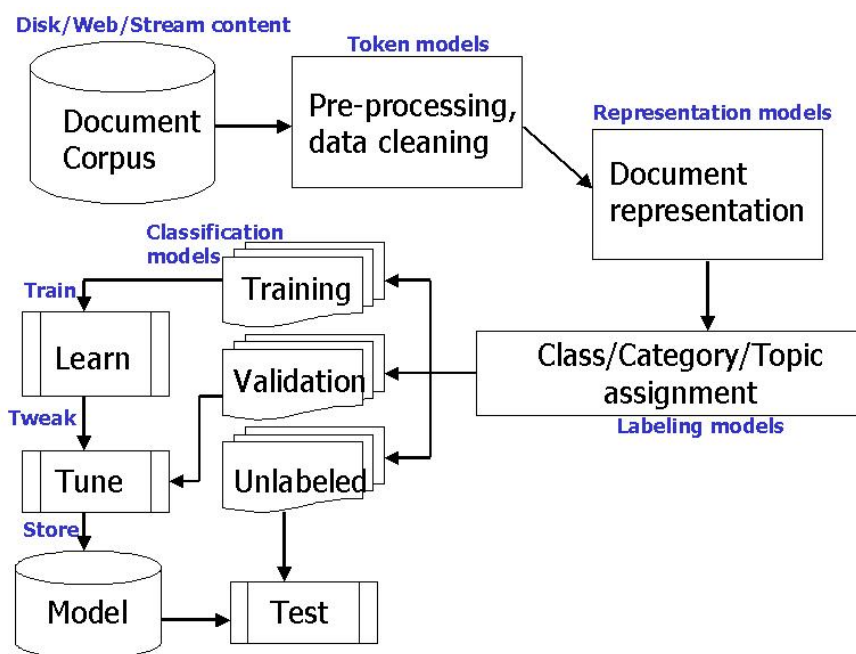 Disk/Web/Stream content
Document
Corpus
Token models
Pre-processing,
data cleaning
Representation models
Document
representation
Class/Category/Topic
assignment
Labeling models
Classification
models
Training
Validation
Unlabeled
Train
Learn
Tweak
Tune
Store
Model
Test